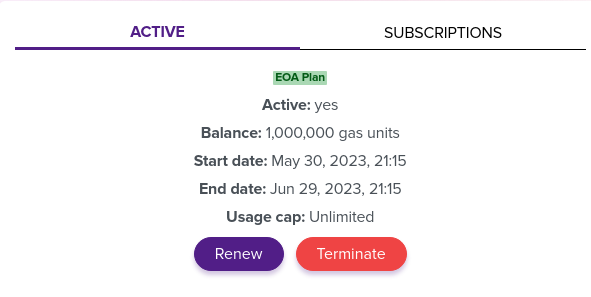 ACTIVE
SUBSCRIPTIONS
EOA Plan
Active: yes
Balance: 1,000,000 gas units
Start date: May 30, 2023, 21:15
End date: Jun 29, 2023, 21:15
Usage cap: Unlimited
Renew
Terminate